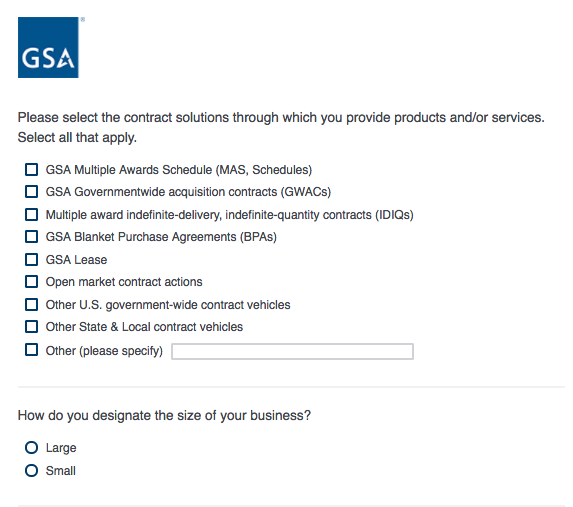 GSA
Please select the contract solutions through which you provide products and/or services.
Select all that apply.
GSA Multiple Awards Schedule (MAS, Schedules)
GSA Governmentwide acquisition contracts (GWACs)
Multiple award indefinite-delivery, indefinite-quantity contracts (IDIQs)
GSA Blanket Purchase Agreements (BPAs)
GSA Lease
Open market contract actions
Other U.S. government-wide contract vehicles
Other State & Local contract vehicles
Other (please specify)
How do you designate the size of your business?
Large
Small